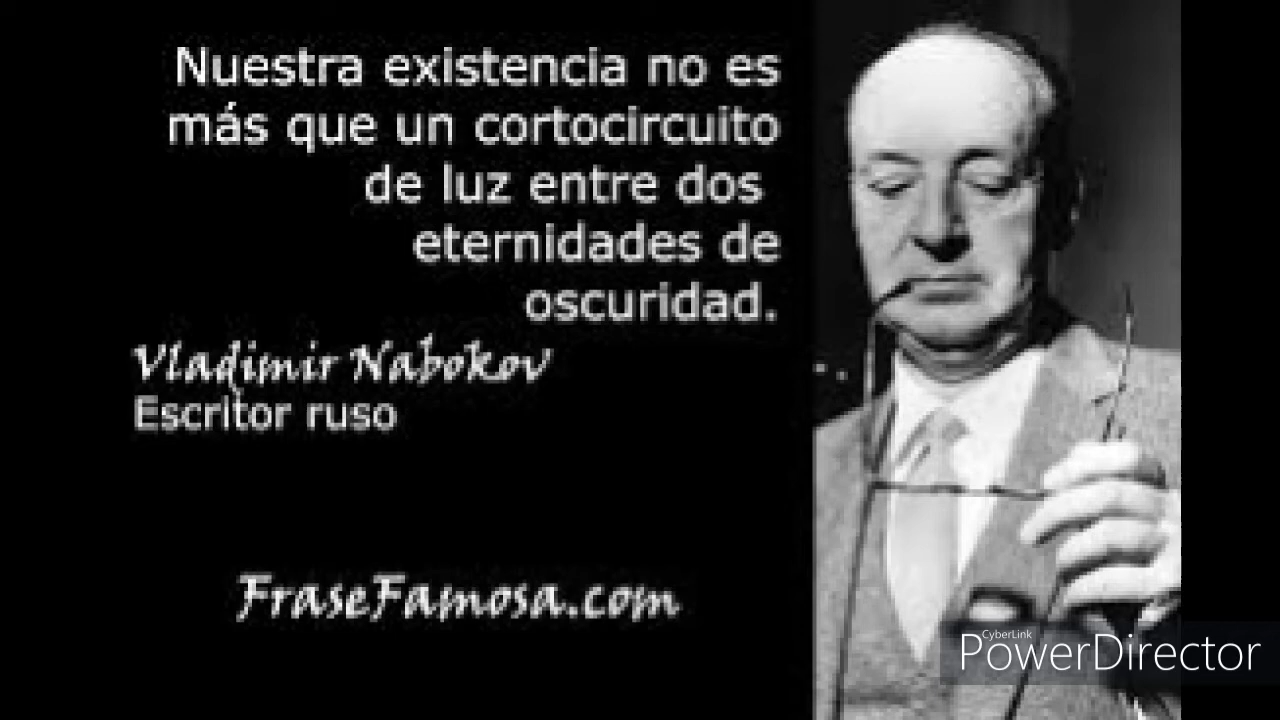 Nuestra existencia no es
más que un cortocircuito
de luz entre dos
eternidades de
oscuridad.
Vladimir Nabokov
Escritor ruso
FraseFamosa.com
CyberLink
PowerDirector